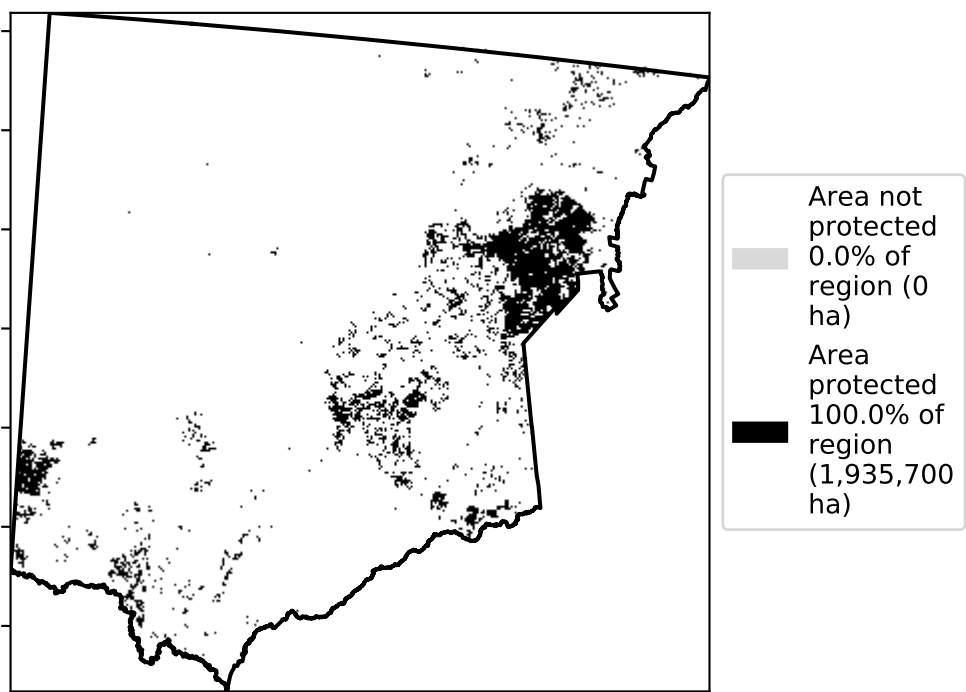 Area not
protected
0.0% of
region (0
ha)
Area
protected
100.0% of
region
(1,935,700
ha)